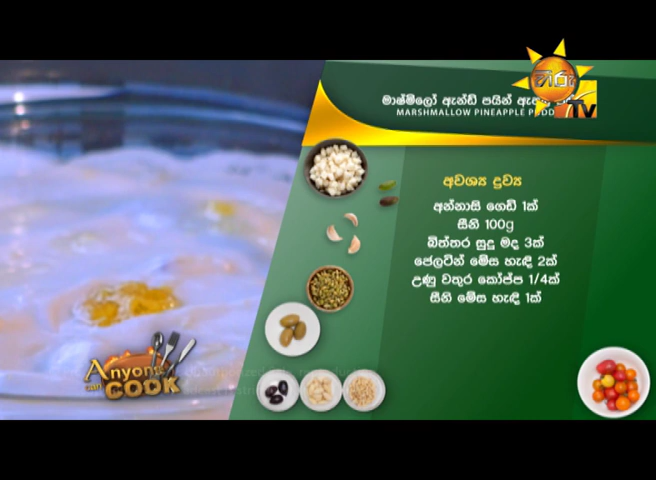 හිරු
TV
මාෂ්මිලෝ ඇන්ඩ් පයින්
MARSHMALLOW PINEAPPLE PUDD
අවශ්‍ය ද්‍රව්‍ය
අන්නාසි ගෙඩි 1ක්
සීනි 100g
බිත්තර සුදු මද 3ක්
ජෙලටින් මේස හැඳි 2ක්
උණු වතුර කෝප්ප 1/4ක්
සීනි මේස හැඳි 1ක්
Anyone
can COOK